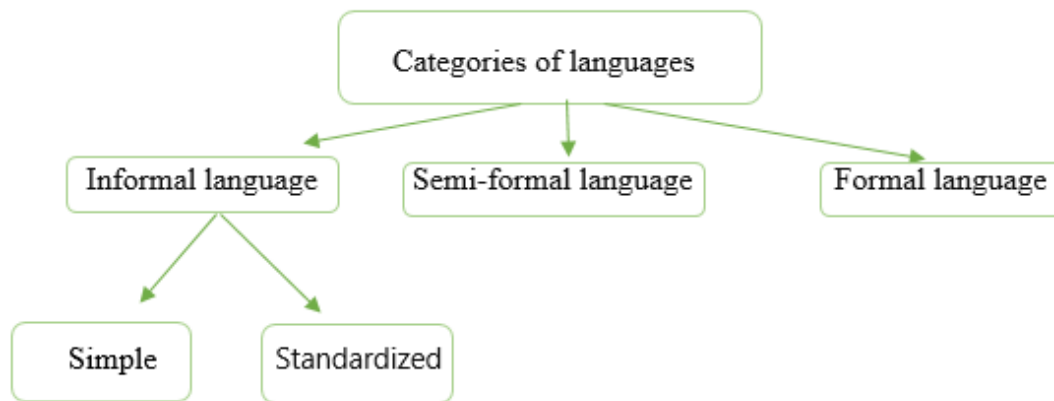 Categories of languages
Informal language
Semi-formal language
Formal language
Simple
Standardized